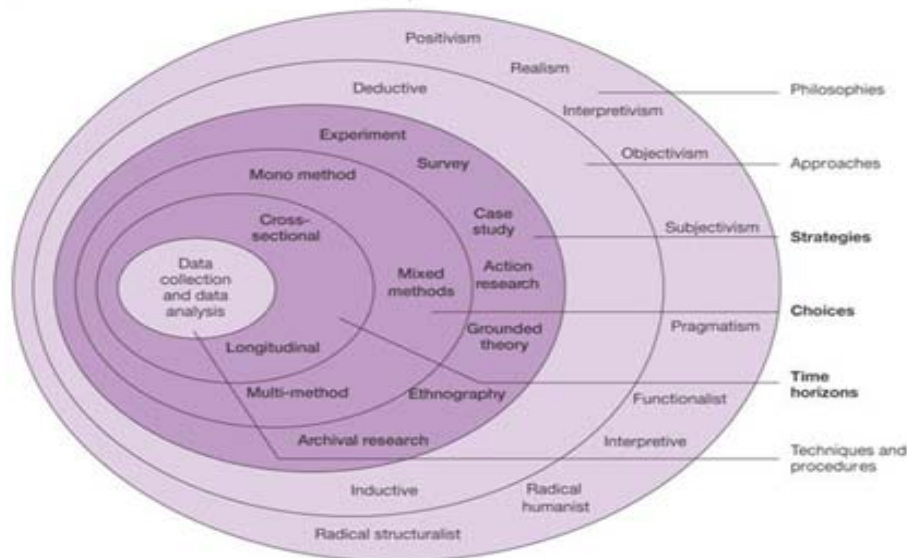 Positivism
Realism
Philosophies
Deductive
Interpretivism
Experiment
Objectivism
Survey
Approaches
Mono method
Cross-
sectional
Case
study
Subjectivism
Strategies
Data
collection
and data
analysis
Mixed
methods
Action
research
Choices
Grounded
theory
Pragmatism
Longitudinal
Time
horizons
Multi-method
Ethnography
Functionalist
Archival research
Interpretive
Techniques and
procedures
Inductive
Radical
humanist
Radical structuralist